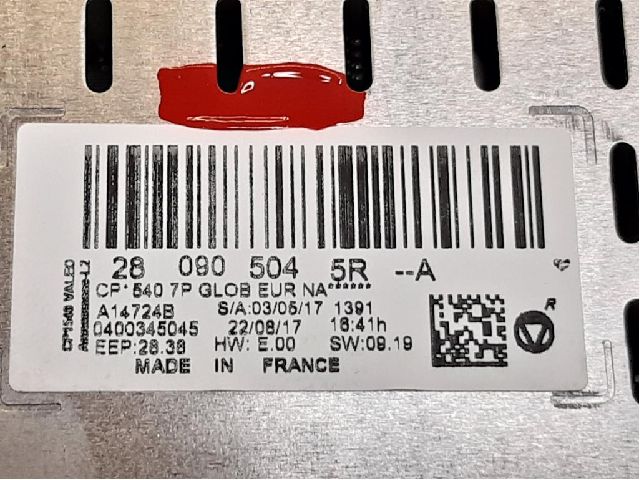 28 090 504 5R --A
CP* 540 7P GLOB EUR NA******
A14724B S/A:03/05/17 1391
0400345045 22/08/17 16:41h
EEP:28.38 HW: E.00 SW:09.19
MADE IN FRANCE
R